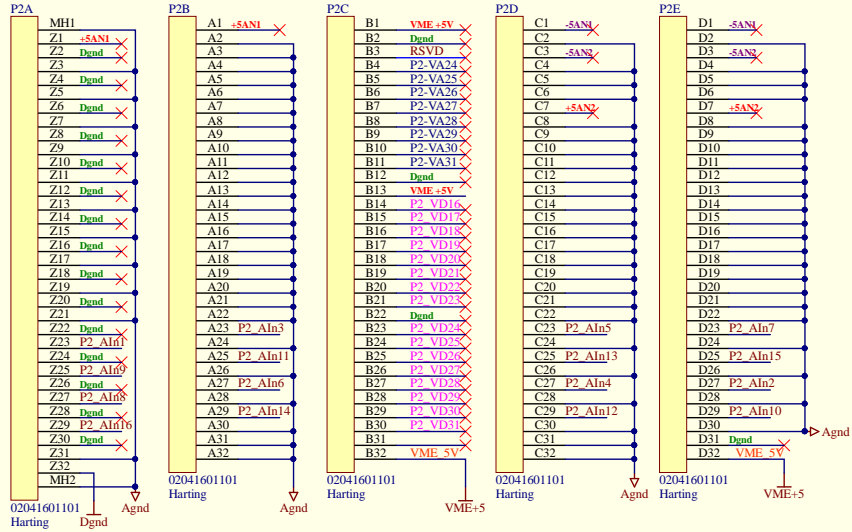 P2A
MH1
Z1 +5AN1
Z2 Dgnd
Z3
Z4 Dgnd
Z5
Z6 Dgnd
Z7
Z8 Dgnd
Z9
Z10 Dgnd
Z11
Z12 Dgnd
Z13
Z14 Dgnd
Z15
Z16 Dgnd
Z17
Z18 Dgnd
Z19
Z20 Dgnd
Z21
Z22 Dgnd
Z23 P2_AIn1
Z24 Dgnd
Z25 P2_AIn9
Z26 Dgnd
Z27 P2_AIn8
Z28 Dgnd
Z29 P2_AIn16
Z30 Dgnd
Z31
Z32
MH2
02041601101
Harting
Dgnd
Agnd
P2B
A1 +5AN1
A2
A3
A4
A5
A6
A7
A8
A9
A10
A11
A12
A13
A14
A15
A16
A17
A18
A19
A20
A21
A22
A23 P2_AIn3
A24
A25 P2_AIn11
A26
A27 P2_AIn6
A28
A29 P2_AIn14
A30
A31
A32
02041601101
Harting
Agnd
P2C
B1 VME +5V
B2 Dgnd
B3 RSVD
B4 P2-VA24
B5 P2-VA25
B6 P2-VA26
B7 P2-VA27
B8 P2-VA28
B9 P2-VA29
B10 P2-VA30
B11 P2-VA31
B12 Dgnd
B13 VME +5V
B14 P2_VD16
B15 P2_VD17
B16 P2_VD18
B17 P2_VD19
B18 P2_VD20
B19 P2_VD21
B20 P2_VD22
B21 P2_VD23
B22 Dgnd
B23 P2_VD24
B24 P2_VD25
B25 P2_VD26
B26 P2_VD27
B27 P2_VD28
B28 P2_VD29
B29 P2_VD30
B30 P2_VD31
B31
B32 VME_5V
02041601101
Harting
VME+5
P2D
C1 -5AN1
C2
C3 -5AN2
C4
C5
C6
C7 +5AN2
C8
C9
C10
C11
C12
C13
C14
C15
C16
C17
C18
C19
C20
C21
C22
C23 P2_AIn5
C24
C25 P2_AIn13
C26
C27 P2_AIn4
C28
C29 P2_AIn12
C30
C31
C32
02041601101
Harting
Agnd
P2E
D1 -5AN1
D2
D3 -5AN2
D4
D5
D6
D7 +5AN2
D8
D9
D10
D11
D12
D13
D14
D15
D16
D17
D18
D19
D20
D21
D22
D23 P2_AIn7
D24
D25 P2_AIn15
D26
D27 P2_AIn2
D28
D29 P2_AIn10
D30
Agnd
D31 Dgnd
D32 VME_5V
02041601101
Harting
VME+5